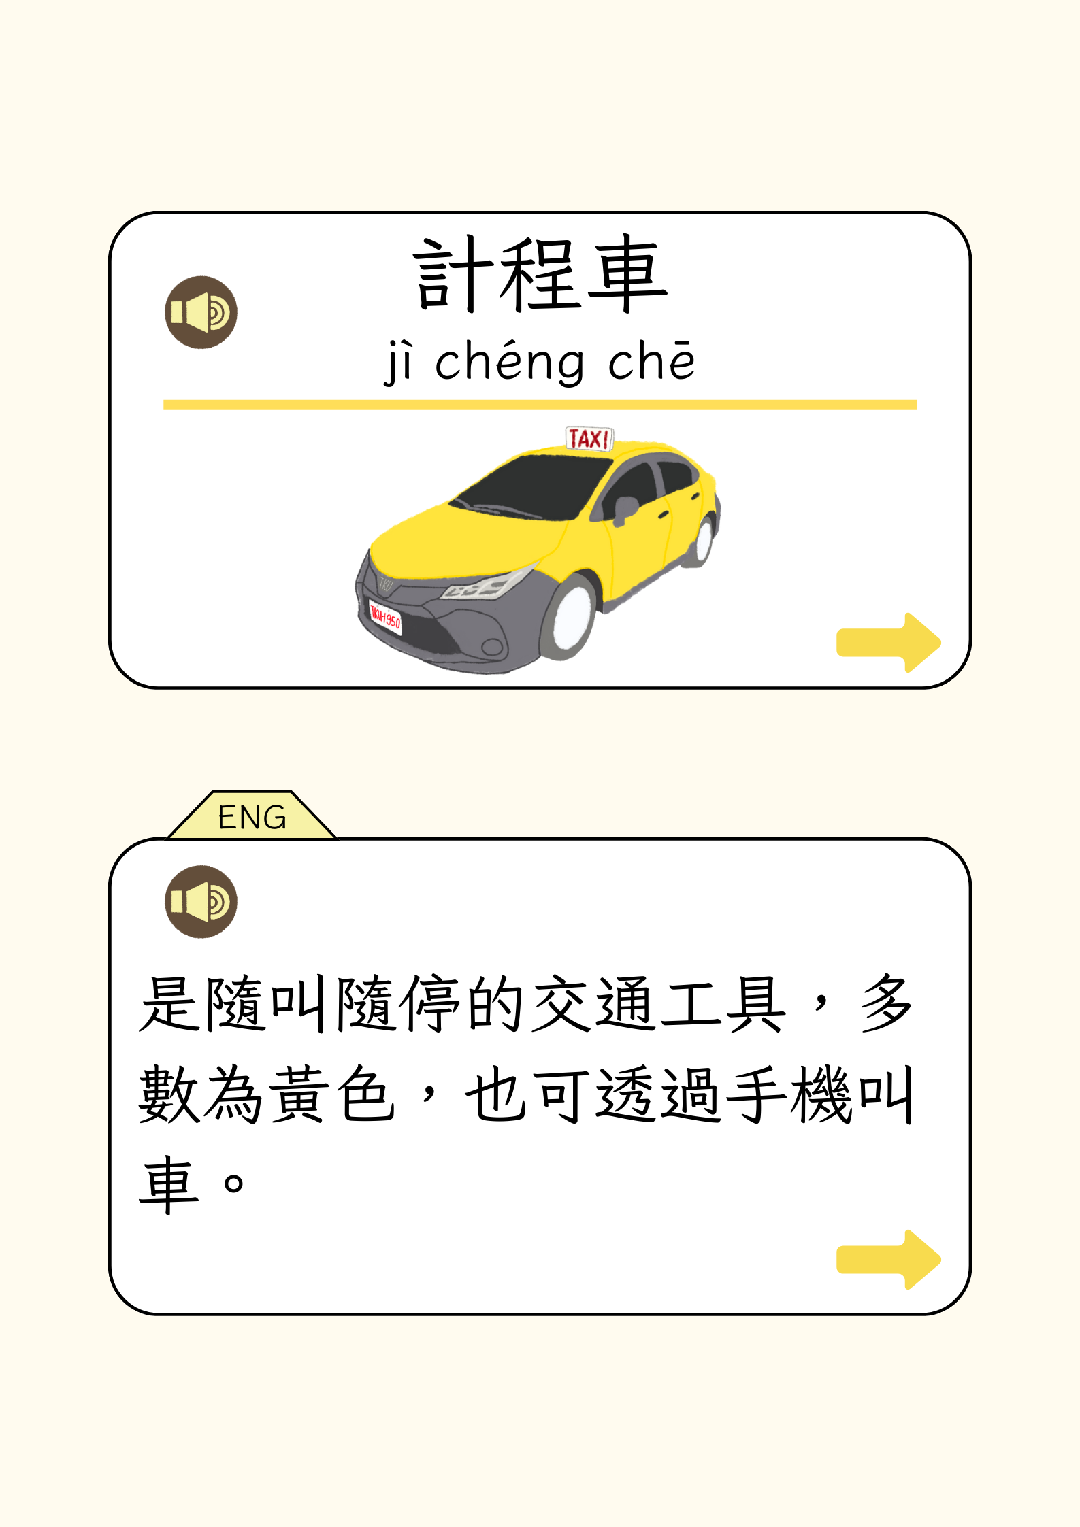 計程車
jì chéng chē
TAXI
ENG
是隨叫隨停的交通工具，多
數為黃色，也可透過手機叫
車。